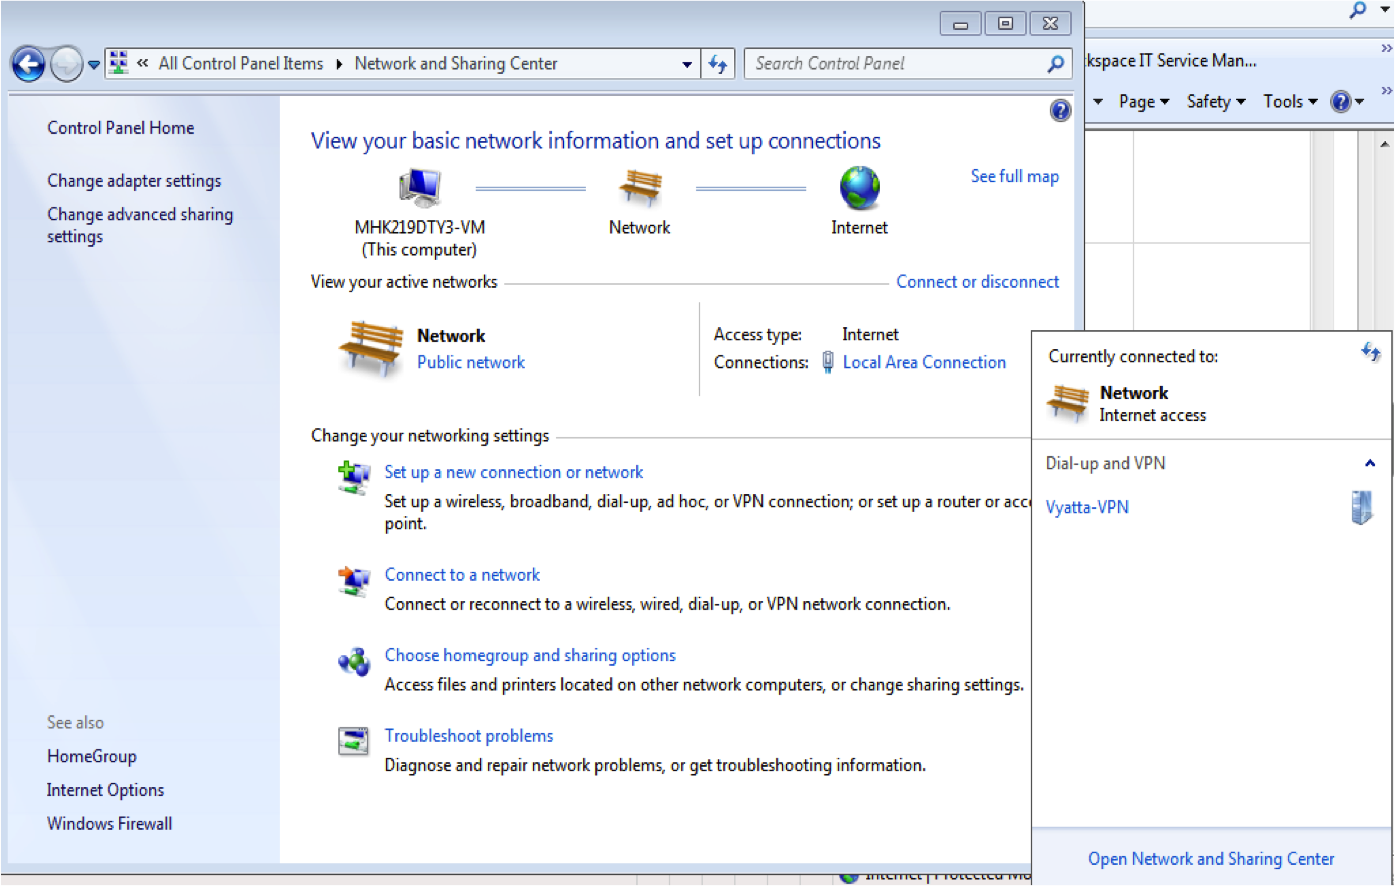 « All Control Panel Items ▸ Network and Sharing Center
Search Control Panel
kspace IT Service Man...
Page
Safety
Tools
Control Panel Home
Change adapter settings
Change advanced sharing
settings
See also
HomeGroup
Internet Options
Windows Firewall
View your basic network information and set up connections
See full map
MHK219DTY3-VM
(This computer)
Network
Internet
View your active networks
Connect or disconnect
Network
Public network
Access type: Internet
Connections: Local Area Connection
Change your networking settings
Set up a new connection or network
Set up a wireless, broadband, dial-up, ad hoc, or VPN connection; or set up a router or acce
point.
Connect to a network
Connect or reconnect to a wireless, wired, dial-up, or VPN network connection.
Choose homegroup and sharing options
Access files and printers located on other network computers, or change sharing settings.
Troubleshoot problems
Diagnose and repair network problems, or get troubleshooting information.
Currently connected to:
Network
Internet access
Dial-up and VPN
Vyatta-VPN
Open Network and Sharing Center
Internet | Protected Mo